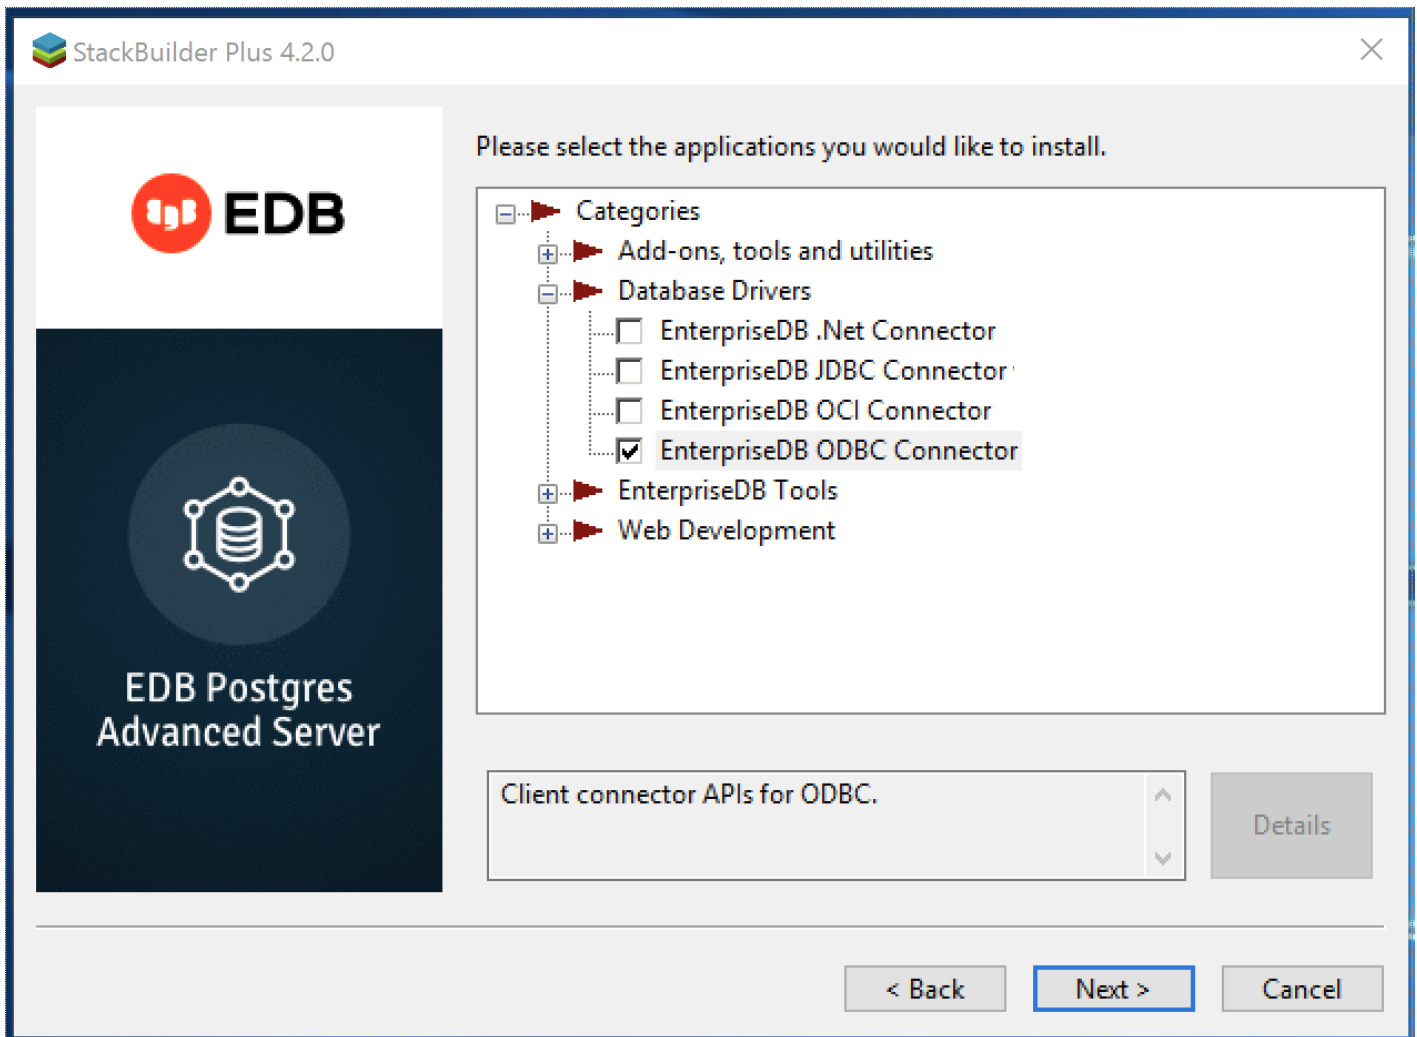 StackBuilder Plus 4.2.0
EDB
EDB Postgres
Advanced Server
Please select the applications you would like to install.
Categories
Add-ons, tools and utilities
Database Drivers
EnterpriseDB .Net Connector
EnterpriseDB JDBC Connector
EnterpriseDB OCI Connector
EnterpriseDB ODBC Connector
EnterpriseDB Tools
Web Development
Client connector APIs for ODBC.
Details
< Back
Next >
Cancel